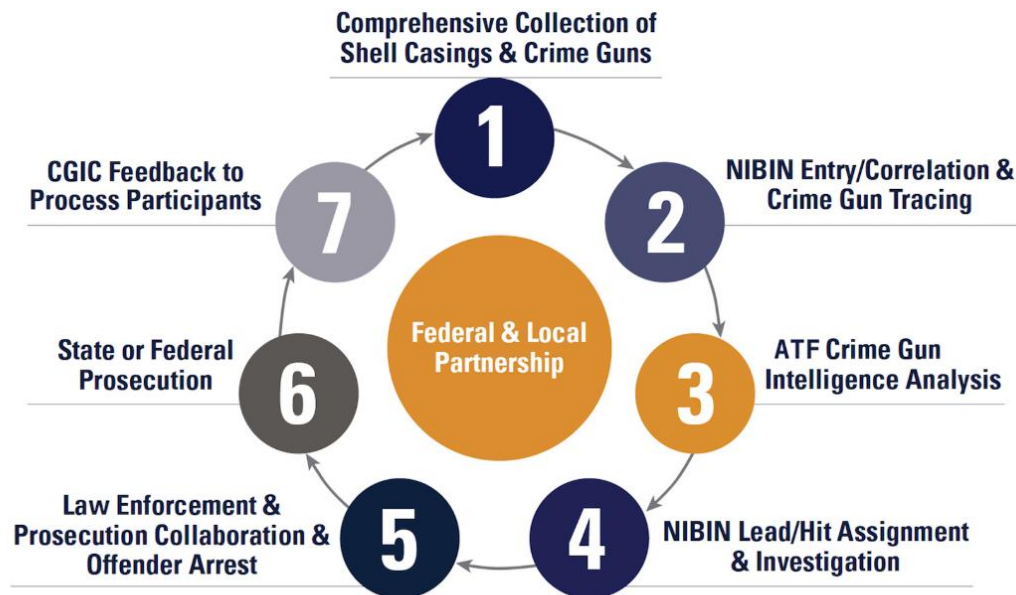 Comprehensive Collection of
Shell Casings & Crime Guns
1
NIBIN Entry/Correlation &
Crime Gun Tracing
2
ATF Crime Gun
Intelligence Analysis
3
NIBIN Lead/Hit Assignment
& Investigation
4
Law Enforcement &
Prosecution Collaboration &
Offender Arrest
5
State or Federal
Prosecution
6
CGIC Feedback to
Process Participants
7
Federal & Local
Partnership